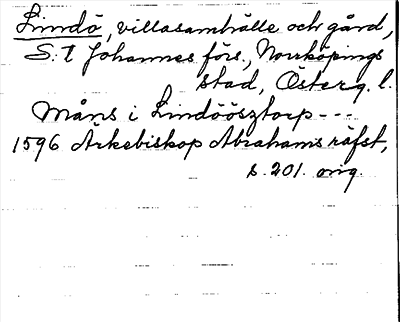 Lindö, villasamhälle och gård,
S:t Johannes förs., Norrköpings
stad, Österg. l.
Måns i Lindöösztorp ---
1596 Ärkebiskop Abrahams räfst,
s. 201. orig.